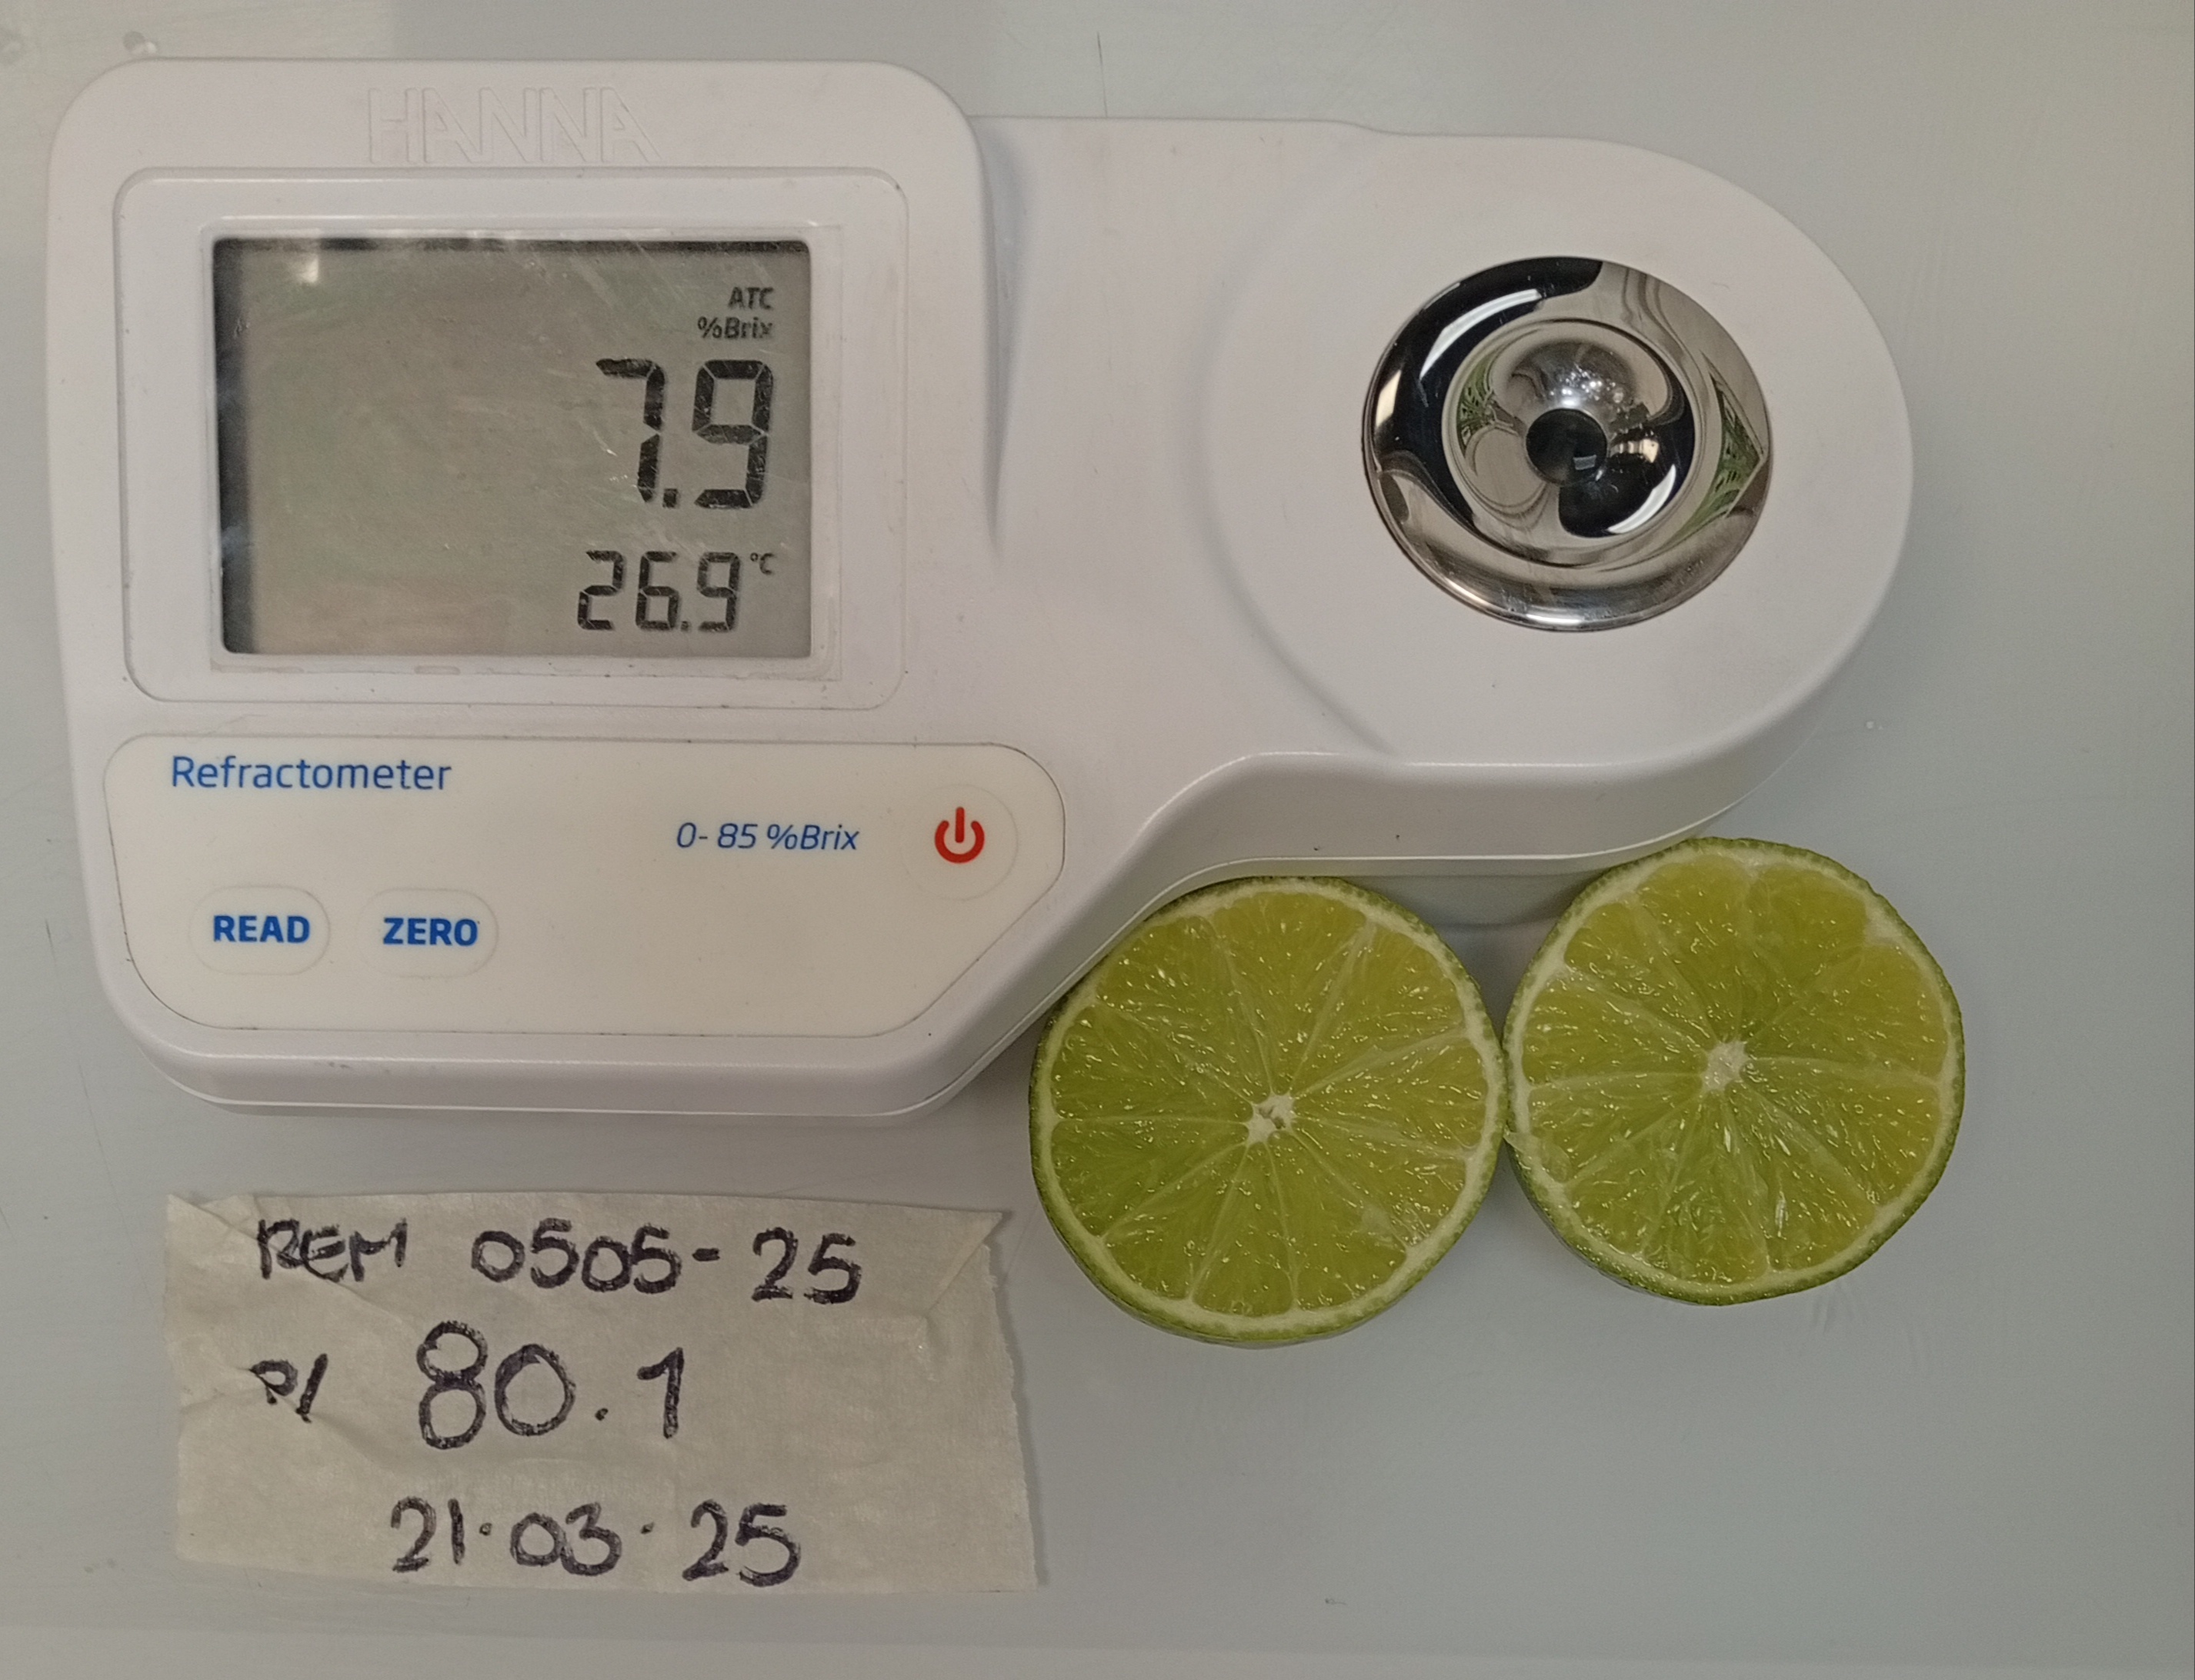 HANNA
ATC
%Brix
7.9
26.9°C
Refractometer
0- 85 %Brix
READ ZERO
REM 0505-25
P/ 80.1
21.03.25